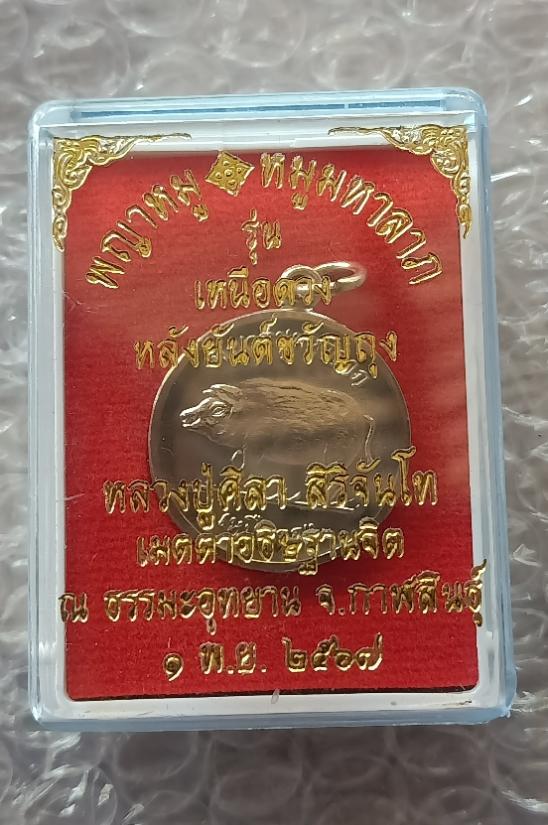 พญาหมู หมูมหาลาภ
รุ่น
เหนือดวง
หลังยันต์ขวัญถุง
หลวงปู่ศิลา สิริจันโท
เมตตาอธิษฐานจิต
ณ ธรรมะอุทยาน จ.กาฬสินธุ์
๑ พ.ย. ๒๕๖๗